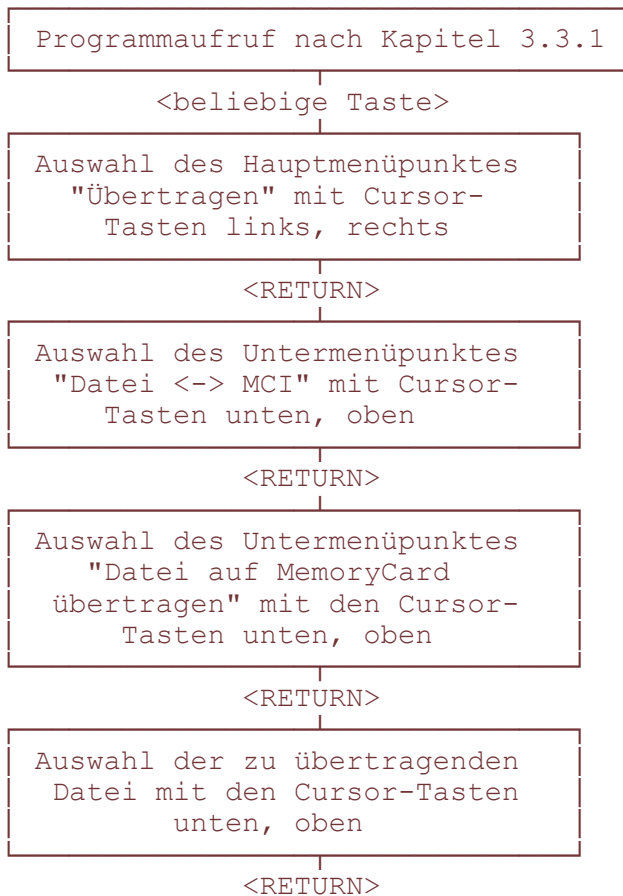 Programmaufruf nach Kapitel 3.3.1
<beliebige Taste>
Auswahl des Hauptmenüpunktes
"Übertragen" mit Cursor-
Tasten links, rechts
<RETURN>
Auswahl des Untermenüpunktes
"Datei <-> MCI" mit Cursor-
Tasten unten, oben
<RETURN>
Auswahl des Untermenüpunktes
"Datei auf MemoryCard
übertragen" mit den Cursor-
Tasten unten, oben
<RETURN>
Auswahl der zu übertragenden
Datei mit den Cursor-Tasten
unten, oben
<RETURN>